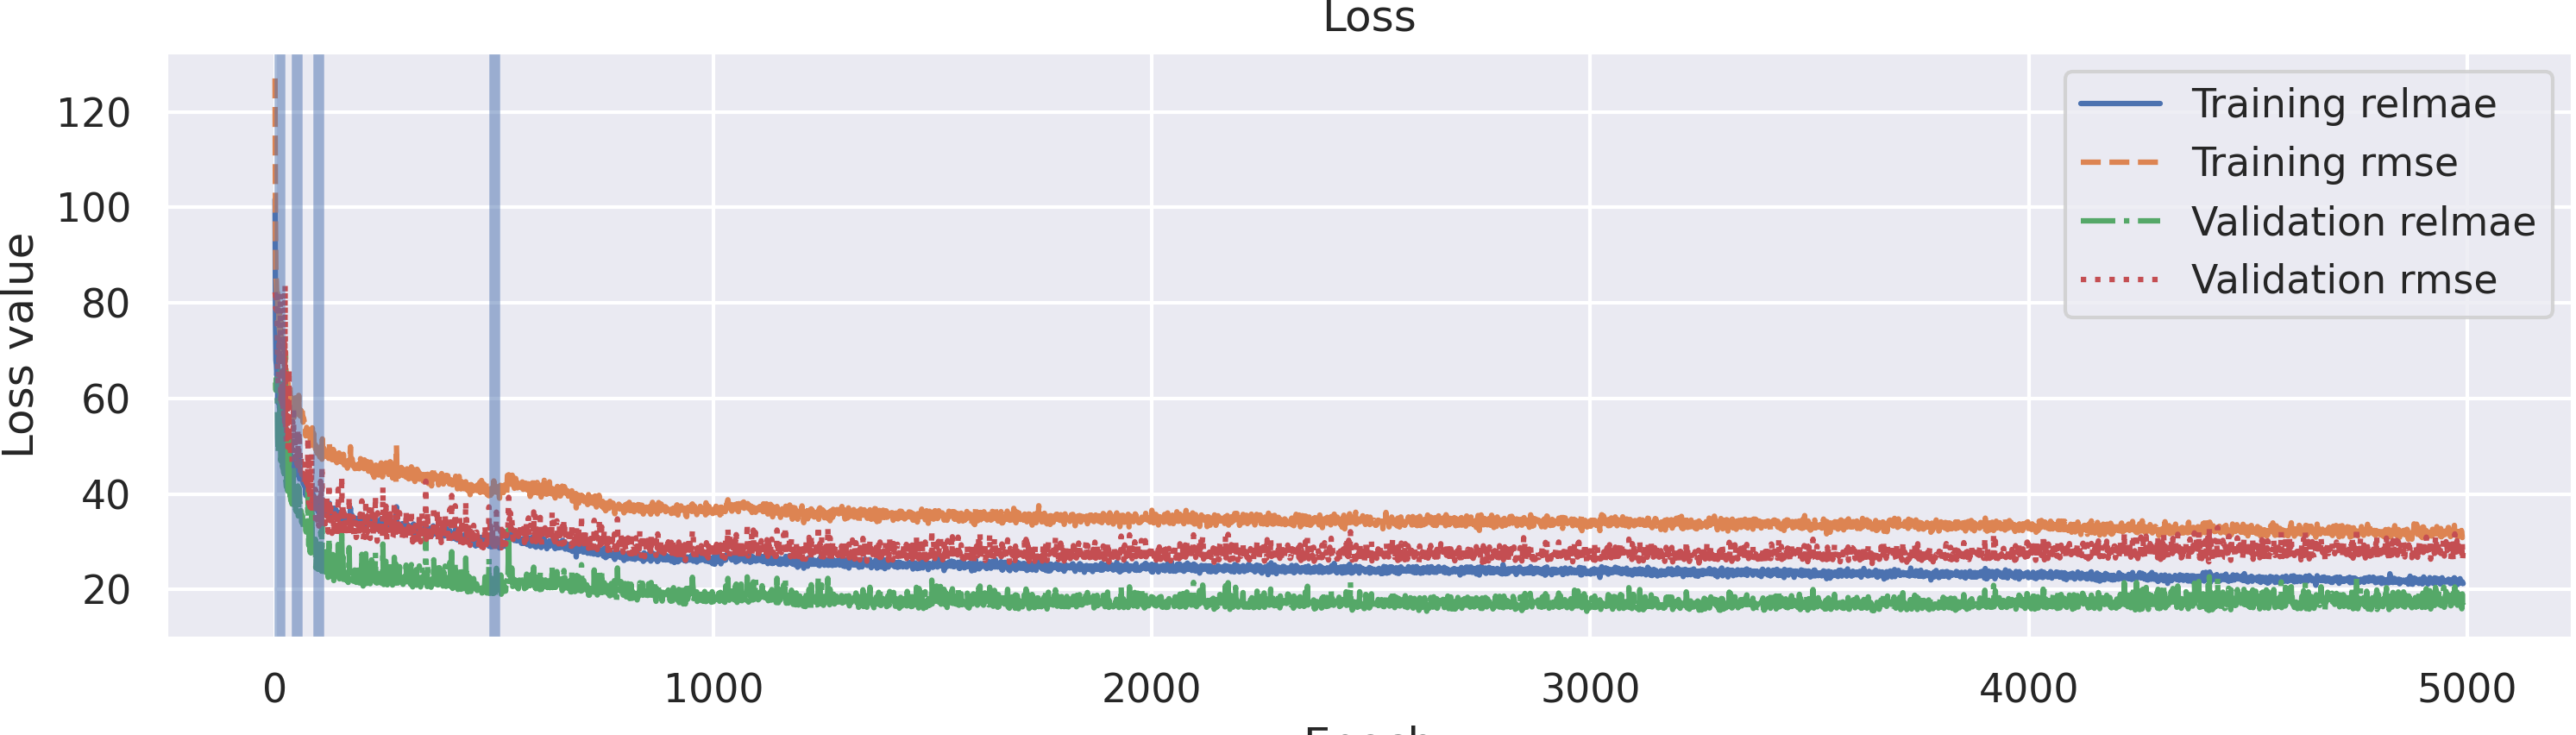 Loss
Loss value
120
100
80
60
40
20
0 1000 2000 3000 4000 5000
Training relmae
Training rmse
Validation relmae
Validation rmse